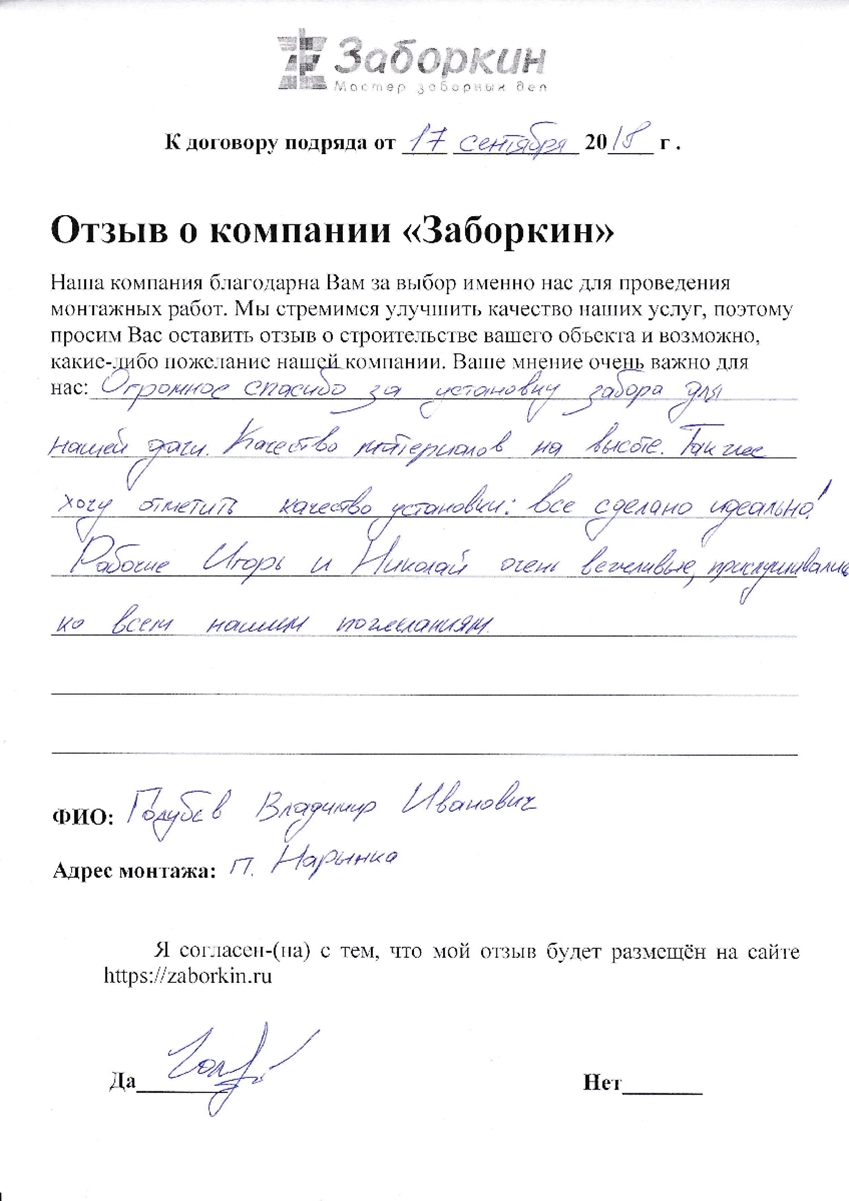 Заборкин
Мастер заборных дел
К договору подряда от 17 сентября 2018 г .
Отзыв о компании «Заборкин»
Наша компания благодарна Вам за выбор именно нас для проведения
монтажных работ. Мы стремимся улучшить качество наших услуг, поэтому
просим Вас оставить отзыв о строительстве вашего объекта и возможно,
какие-либо пожелание нашей компании. Ваше мнение очень важно для
нас: Огромное спасибо за установку забора для
нашей дачи. Качество материалов на высоте. Также
хочу отметить качество установки: все сделано идеально!
Рабочие Игорь и Николай очень вежливые, прислушивались
ко всем нашим пожеланиям.
ФИО: Голубев Владимир Иванович
Адрес монтажа: п. Нарынка
Я согласен-(на) с тем, что мой отзыв будет размещён на сайте
https://zaborkin.ru
Да Нет